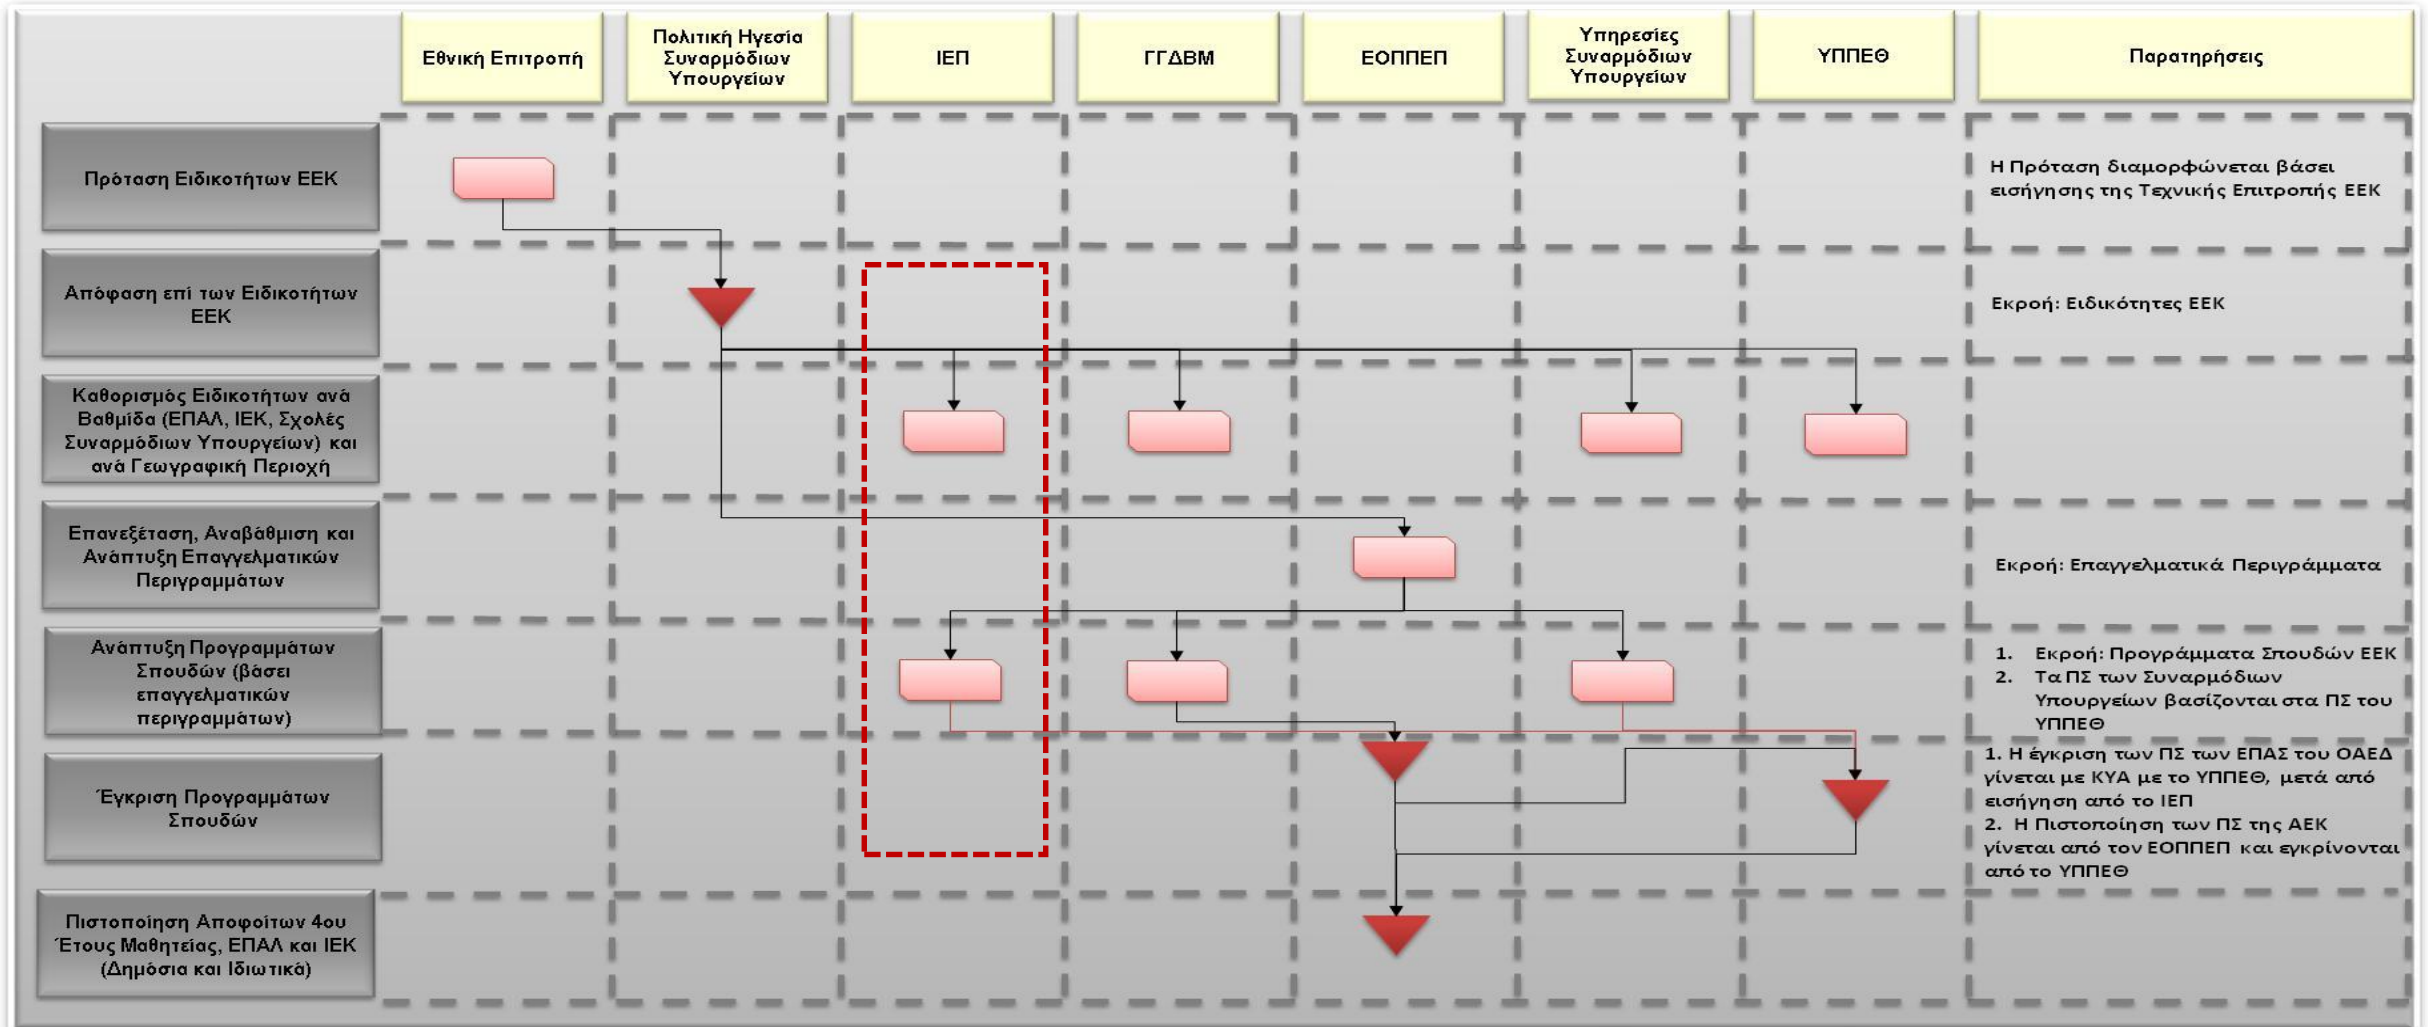 Εθνική Επιτροπή
Πολιτική Ηγεσία
Συναρμόδιων
Υπουργείων
ΙΕΠ
ΓΓΔΒΜ
ΕΟΠΠΕΠ
Υπηρεσίες
Συναρμόδιων
Υπουργείων
ΥΠΠΕΘ
Παρατηρήσεις
Πρόταση Ειδικοτήτων ΕΕΚ
Η Πρόταση διαμορφώνεται βάσει
εισήγησης της Τεχνικής Επιτροπής ΕΕΚ
Απόφαση επί των Ειδικοτήτων
ΕΕΚ
Εκροή: Ειδικότητες ΕΕΚ
Καθορισμός Ειδικοτήτων ανά
Βαθμίδα (ΕΠΑΛ, ΙΕΚ, Σχολές
Συναρμόδιων Υπουργείων) και
ανά Γεωγραφική Περιοχή
Επανεξέταση, Αναβάθμιση και
Ανάπτυξη Επαγγελματικών
Περιγραμμάτων
Εκροή: Επαγγελματικά Περιγράμματα
Ανάπτυξη Προγραμμάτων
Σπουδών (βάσει
επαγγελματικών
περιγραμμάτων)
1. Εκροή: Προγράμματα Σπουδών ΕΕΚ
2. Τα ΠΣ των Συναρμόδιων
Υπουργείων βασίζονται στα ΠΣ του
ΥΠΠΕΘ
Έγκριση Προγραμμάτων
Σπουδών
1. Η έγκριση των ΠΣ των ΕΠΑΣ του ΟΑΕΔ
γίνεται με ΚΥΑ με το ΥΠΠΕΘ, μετά από
εισήγηση από το ΙΕΠ
2. Η Πιστοποίηση των ΠΣ της ΑΕΚ
γίνεται από τον ΕΟΠΠΕΠ και εγκρίνονται
από το ΥΠΠΕΘ
Πιστοποίηση Αποφοίτων 4ου
Έτους Μαθητείας, ΕΠΑΛ και ΙΕΚ
(Δημόσια και Ιδιωτικά)